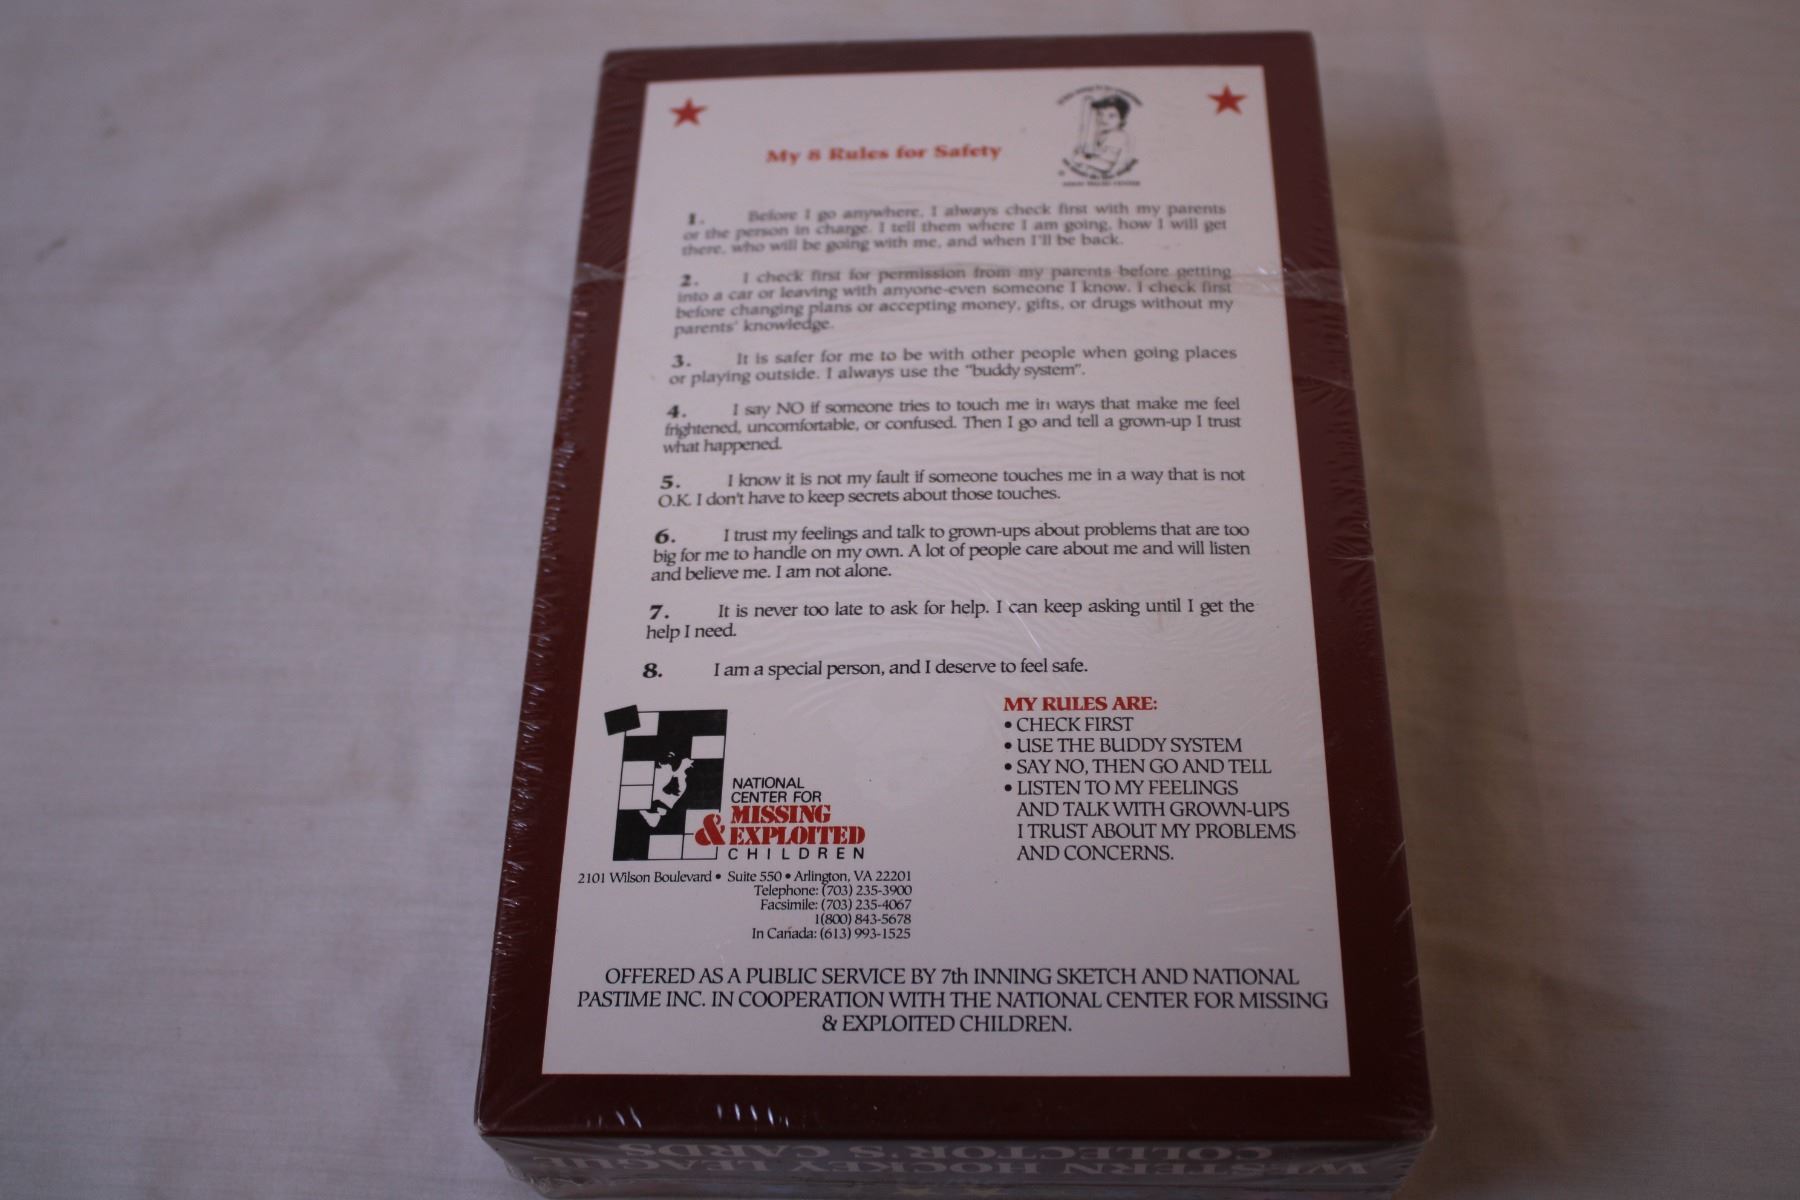 My 8 Rules for Safety
1. Before I go anywhere, I always check first with my parents
or the person in charge. I tell them where I am going, how I will get
there, who will be going with me, and when I'll be back.
2. I check first for permission from my parents before getting
into a car or leaving with anyone-even someone I know. I check first
before changing plans or accepting money, gifts, or drugs without my
parents' knowledge.
3. It is safer for me to be with other people when going places
or playing outside. I always use the "buddy system".
4. I say NO if someone tries to touch me in ways that make me feel
frightened, uncomfortable, or confused. Then I go and tell a grown-up I trust
what happened.
5. I know it is not my fault if someone touches me in a way that is not
O.K. I don't have to keep secrets about those touches.
6. I trust my feelings and talk to grown-ups about problems that are too
big for me to handle on my own. A lot of people care about me and will listen
and believe me. I am not alone.
7. It is never too late to ask for help. I can keep asking until I get the
help I need.
8. I am a special person, and I deserve to feel safe.
NATIONAL
CENTER FOR
MISSING
& EXPLOITED
CHILDREN
2101 Wilson Boulevard • Suite 550 • Arlington, VA 22201
Telephone: (703) 235-3900
Facsimile: (703) 235-4067
1(800) 843-5678
In Canada: (613) 993-1525
MY RULES ARE:
• CHECK FIRST
• USE THE BUDDY SYSTEM
• SAY NO, THEN GO AND TELL
• LISTEN TO MY FEELINGS
AND TALK WITH GROWN-UPS
I TRUST ABOUT MY PROBLEMS
AND CONCERNS.
OFFERED AS A PUBLIC SERVICE BY 7th INNING SKETCH AND NATIONAL
PASTIME INC. IN COOPERATION WITH THE NATIONAL CENTER FOR MISSING
& EXPLOITED CHILDREN.
WESTERN HOCKEY LEAGUE
COLLECTOR'S CARDS